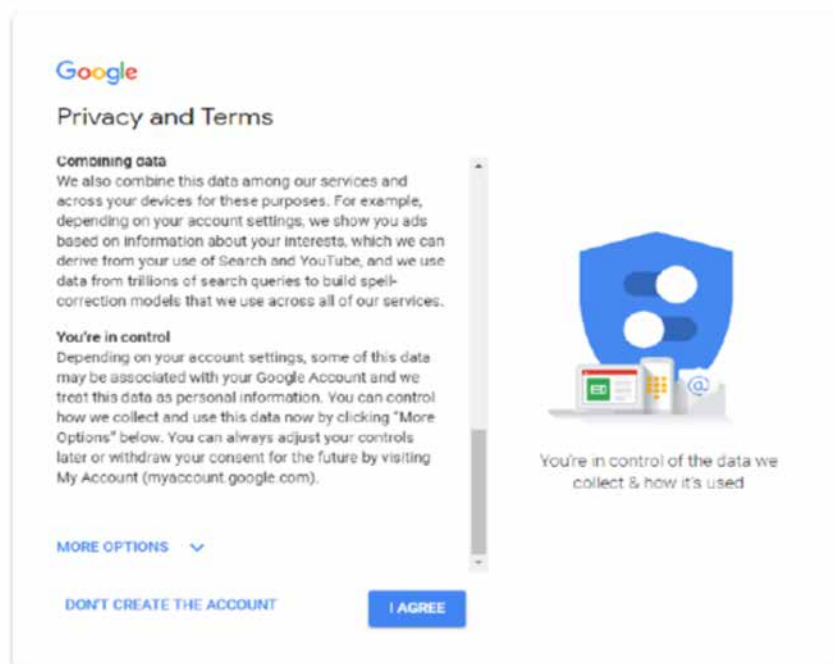 Google
Privacy and Terms
Combining data
We also combine this data among our services and
across your devices for these purposes. For example,
depending on your account settings, we show you ads
based on information about your interests, which we can
derive from your use of Search and YouTube, and we use
data from trillions of search queries to build spell-
correction models that we use across all of our services.
You're in control
Depending on your account settings, some of this data
may be associated with your Google Account and we
treat this data as personal information. You can control
how we collect and use this data now by clicking "More
Options" below. You can always adjust your controls
later or withdraw your consent for the future by visiting
My Account (myaccount.google.com).
MORE OPTIONS
DON'T CREATE THE ACCOUNT
I AGREE
@
You're in control of the data we
collect & how it's used